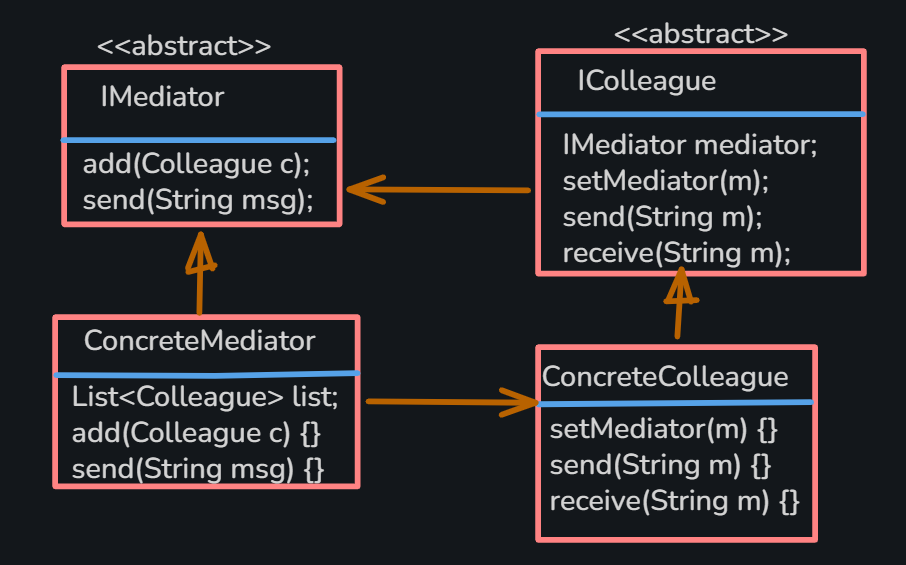 <<abstract>>
IMediator
add(Colleague c);
send(String msg);
<<abstract>>
IColleague
IMediator mediator;
setMediator(m);
send(String m);
receive(String m);
ConcreteMediator
List<Colleague> list;
add(Colleague c) {}
send(String msg) {}
ConcreteColleague
setMediator(m) {}
send(String m) {}
receive(String m) {}